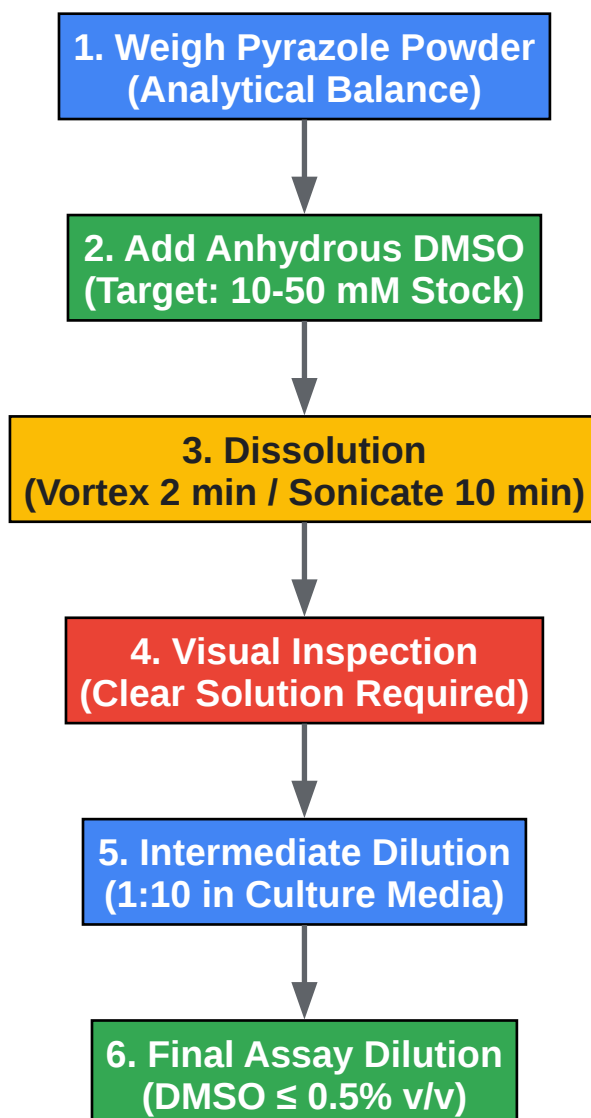 1. Weigh Pyrazole Powder
(Analytical Balance)
2. Add Anhydrous DMSO
(Target: 10-50 mM Stock)
3. Dissolution
(Vortex 2 min / Sonicate 10 min)
4. Visual Inspection
(Clear Solution Required)
5. Intermediate Dilution
(1:10 in Culture Media)
6. Final Assay Dilution
(DMSO ≤ 0.5% v/v)